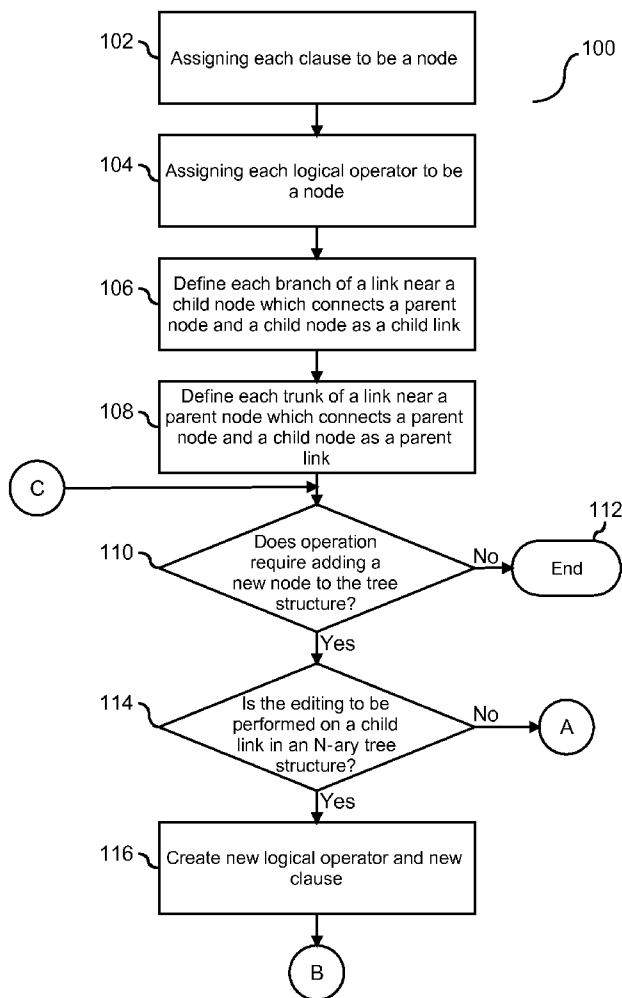 102
Assigning each clause to be a node
100
104
Assigning each logical operator to be
a node
106
Define each branch of a link near a
child node which connects a parent
node and a child node as a child link
108
Define each trunk of a link near a
parent node which connects a parent
node and a child node as a parent
link
C
110
Does operation
require adding a
new node to the tree
structure?
No
112
End
Yes
114
Is the editing to be
performed on a child
link in an N-ary tree
structure?
No
A
Yes
116
Create new logical operator and new
clause
B